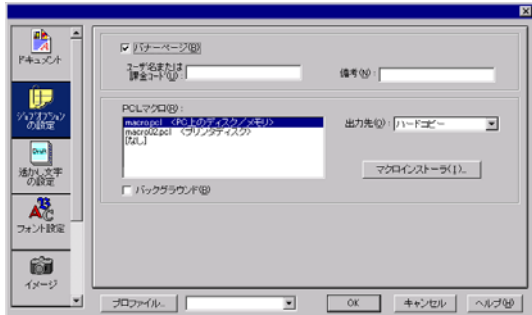 ドキュメント
ジョブオプション
の設定
透かし文字
の設定
フォント設定
イメージ
バナーページ(B)
ユーザ名または
課金コード(U):
備考(N):
PCLマクロ(R):
macro.pcl <PC上のディスク/メモリ>
macro02.pcl <プリンタディスク>
[なし]
出力先(O):
ハードコピー
マクロインストーラ(I)...
バックグラウンド(B)
プロファイル...
OK
キャンセル
ヘルプ(H)